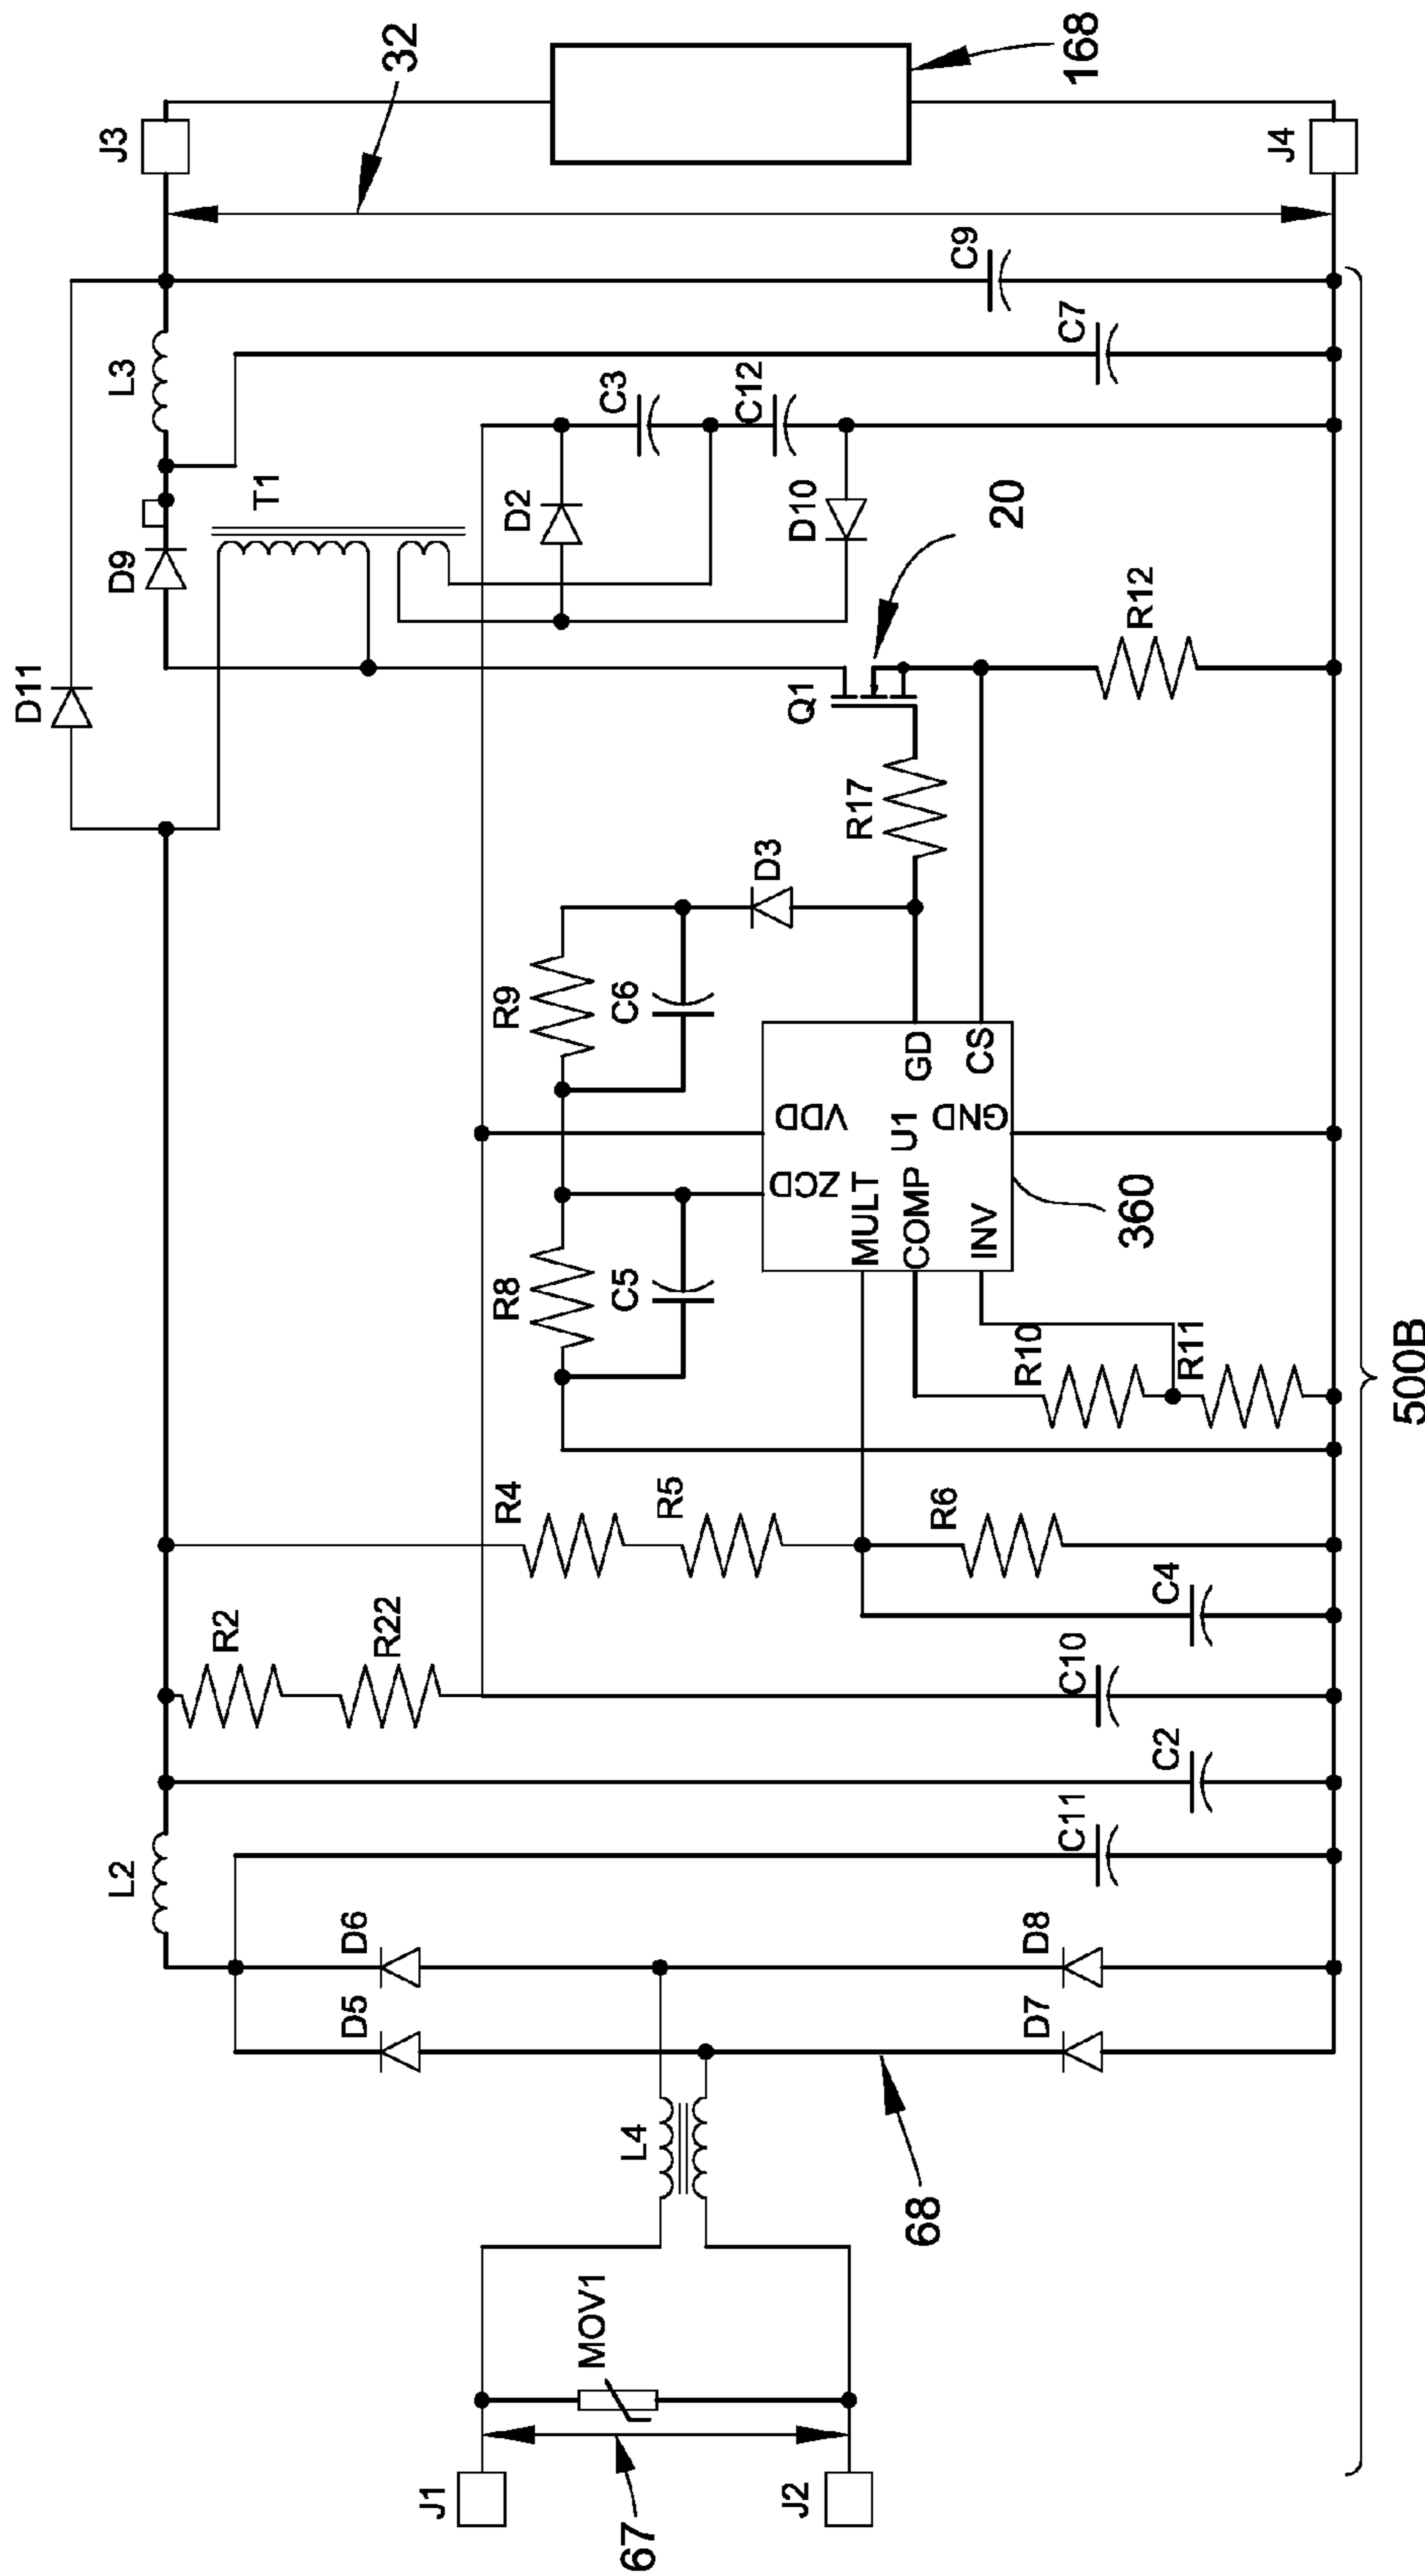 D11
D9
L3
J3
32
T1
D2
C3
C12
D10
C7
C9
168
J4
20
Q1
R12
R17
D3
R9
C6
R8
C5
VDD
ZCD
GD
CS
U1
GND
MULT
COMP
INV
360
R10
R11
R4
R5
R6
C4
R2
R22
C10
C2
L2
C11
D6
D5
D8
D7
L4
68
MOV1
J1
J2
67
500B